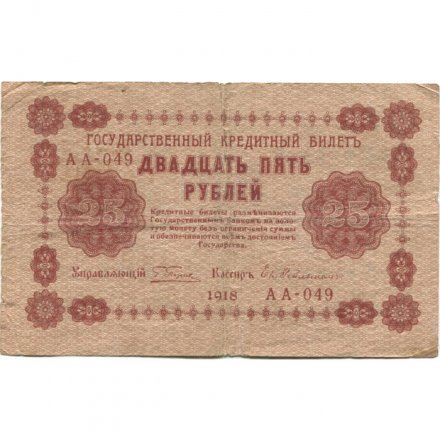 ГОСУДАРСТВЕННЫЙ КРЕДИТНЫЙ БИЛЕТЪ
АА-049 ДВАДЦАТЬ ПЯТЬ
РУБЛЕЙ
25 25
Кредитные билеты размѣниваются
Государственнымъ Банкомъ на золо-
тую монету безъ ограниченія суммы
и обезпечиваются всѣмъ достояніемъ
Государства.
Управляющій Кассиръ
1918 АА-049